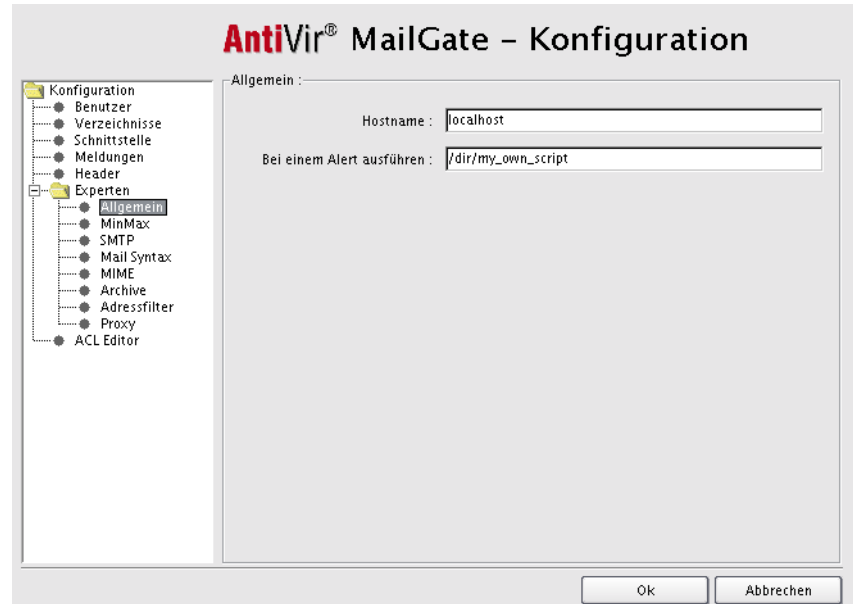 AntiVir® MailGate – Konfiguration
Konfiguration
Benutzer
Verzeichnisse
Schnittstelle
Meldungen
Header
Experten
Allgemein
MinMax
SMTP
Mail Syntax
MIME
Archive
Adressfilter
Proxy
ACL Editor
Allgemein :
Hostname : localhost
Bei einem Alert ausführen : /dir/my_own_script
Ok Abbrechen